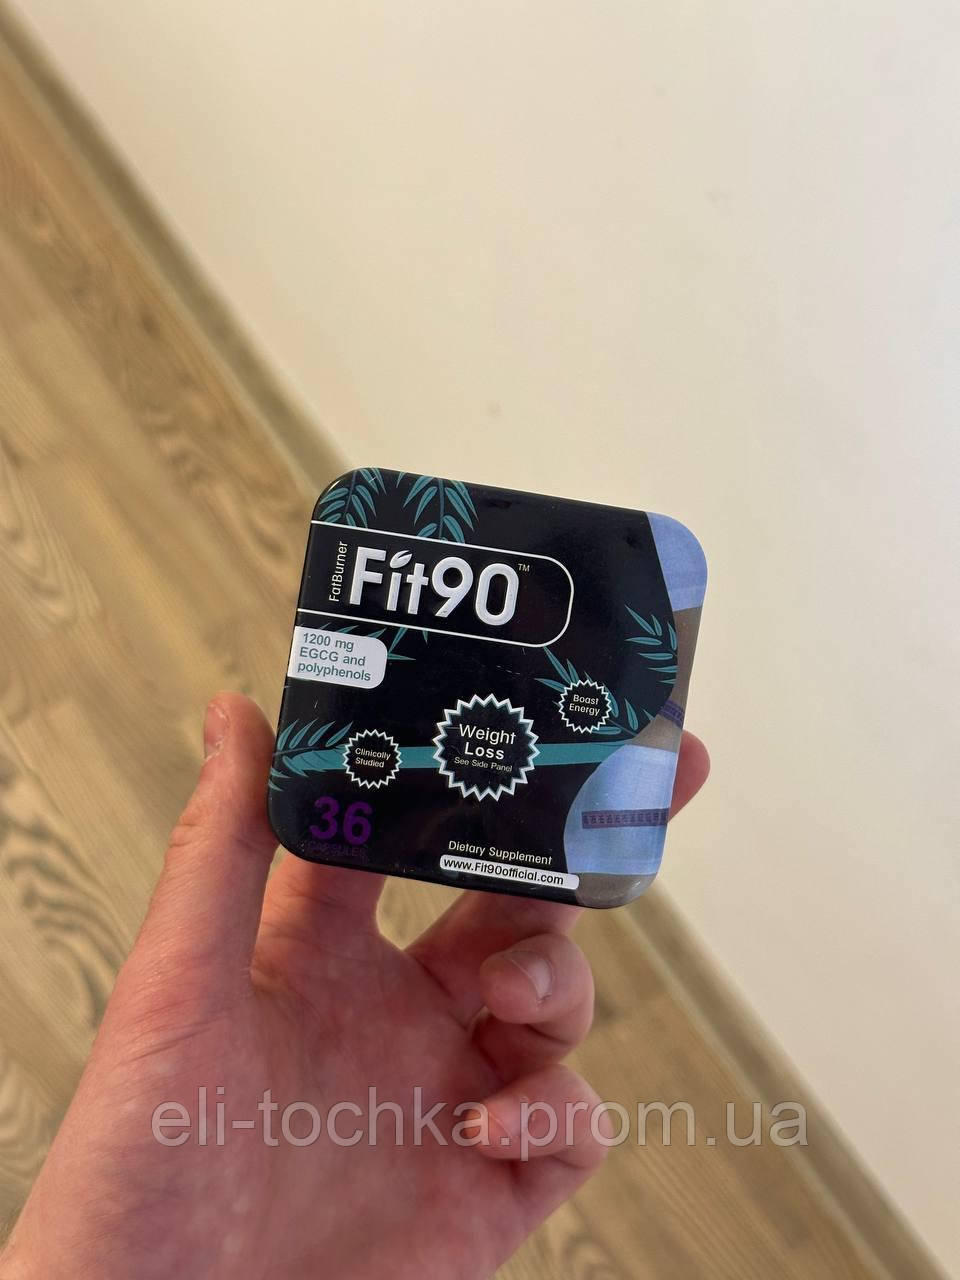 FatBurner
Fit90™
1200 mg
EGCG and
polyphenols
Boost
Energy
Weight
Loss
See Side Panel
Clinically
Studied
36
CAPSULES
Dietary Supplement
www.Fit90official.com
eli-tochka.prom.ua